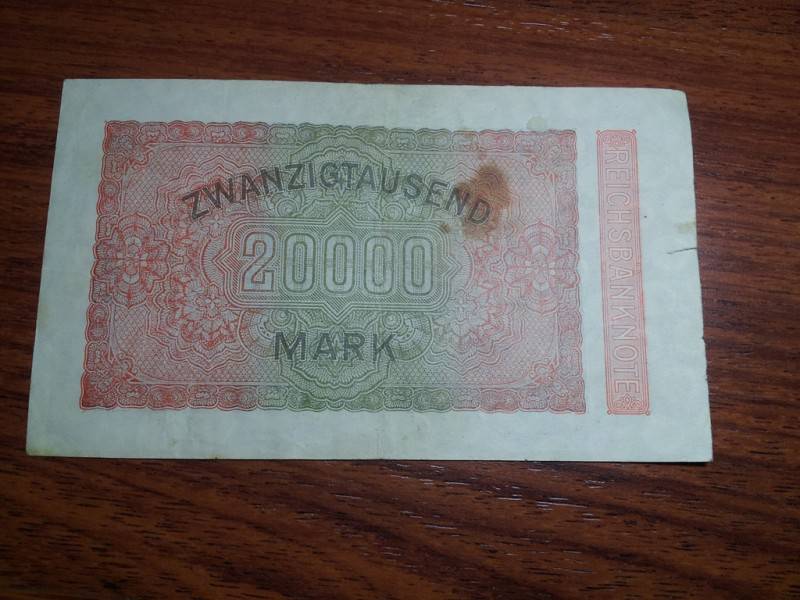 ZWANZIGTAUSEND
20000
MARK
REICHSBANKNOTE